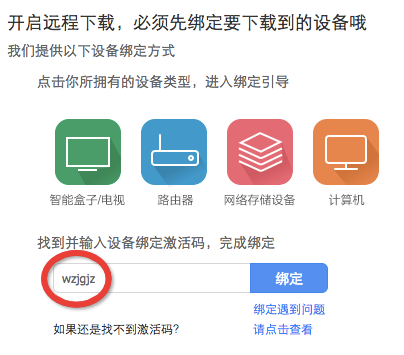 开启远程下载，必须先绑定要下载到的设备哦
我们提供以下设备绑定方式
点击你所拥有的设备类型，进入绑定引导
智能盒子/电视 路由器 网络存储设备 计算机
找到并输入设备绑定激活码，完成绑定
wzjgjz 绑定
绑定遇到问题
如果还是找不到激活码? 请点击查看